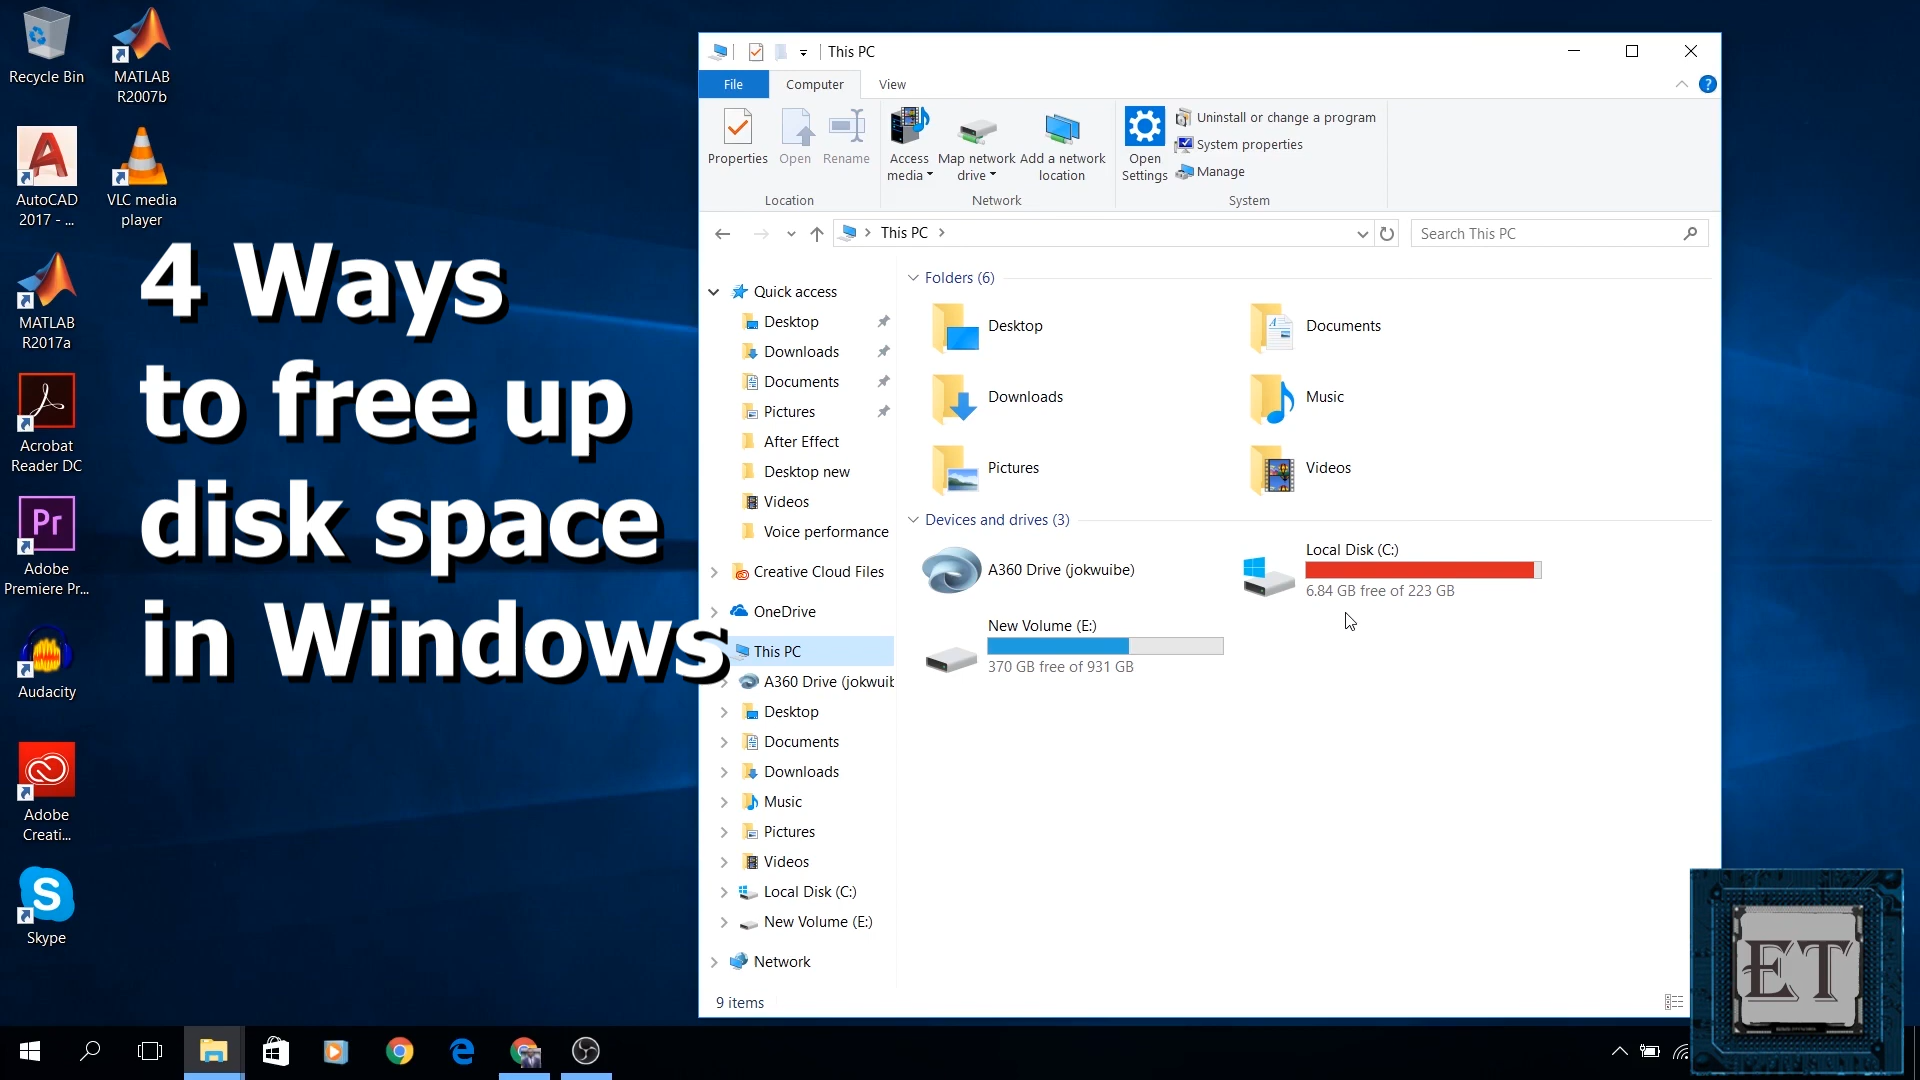 Recycle Bin
MATLAB
R2007b
AutoCAD
2017 - ...
VLC media
player
MATLAB
R2017a
Acrobat
Reader DC
Pr
Adobe
Premiere Pr...
Audacity
Adobe
Creati...
S
Skype
4 Ways
to free up
disk space
in Windows
This PC
File
Computer
View
?
Properties
Open
Rename
Access
media
Map network
drive
Add a network
location
Open
Settings
Uninstall or change a program
System properties
Manage
Location
Network
System
This PC
Search This PC
Quick access
Desktop
Downloads
Documents
Pictures
After Effect
Desktop new
Videos
Voice performance
Creative Cloud Files
OneDrive
This PC
A360 Drive (jokwuib
Desktop
Documents
Downloads
Music
Pictures
Videos
Local Disk (C:)
New Volume (E:)
Network
Folders (6)
Desktop
Documents
Downloads
Music
Pictures
Videos
Devices and drives (3)
A360 Drive (jokwuibe)
Local Disk (C:)
6.84 GB free of 223 GB
New Volume (E:)
370 GB free of 931 GB
9 items
ET